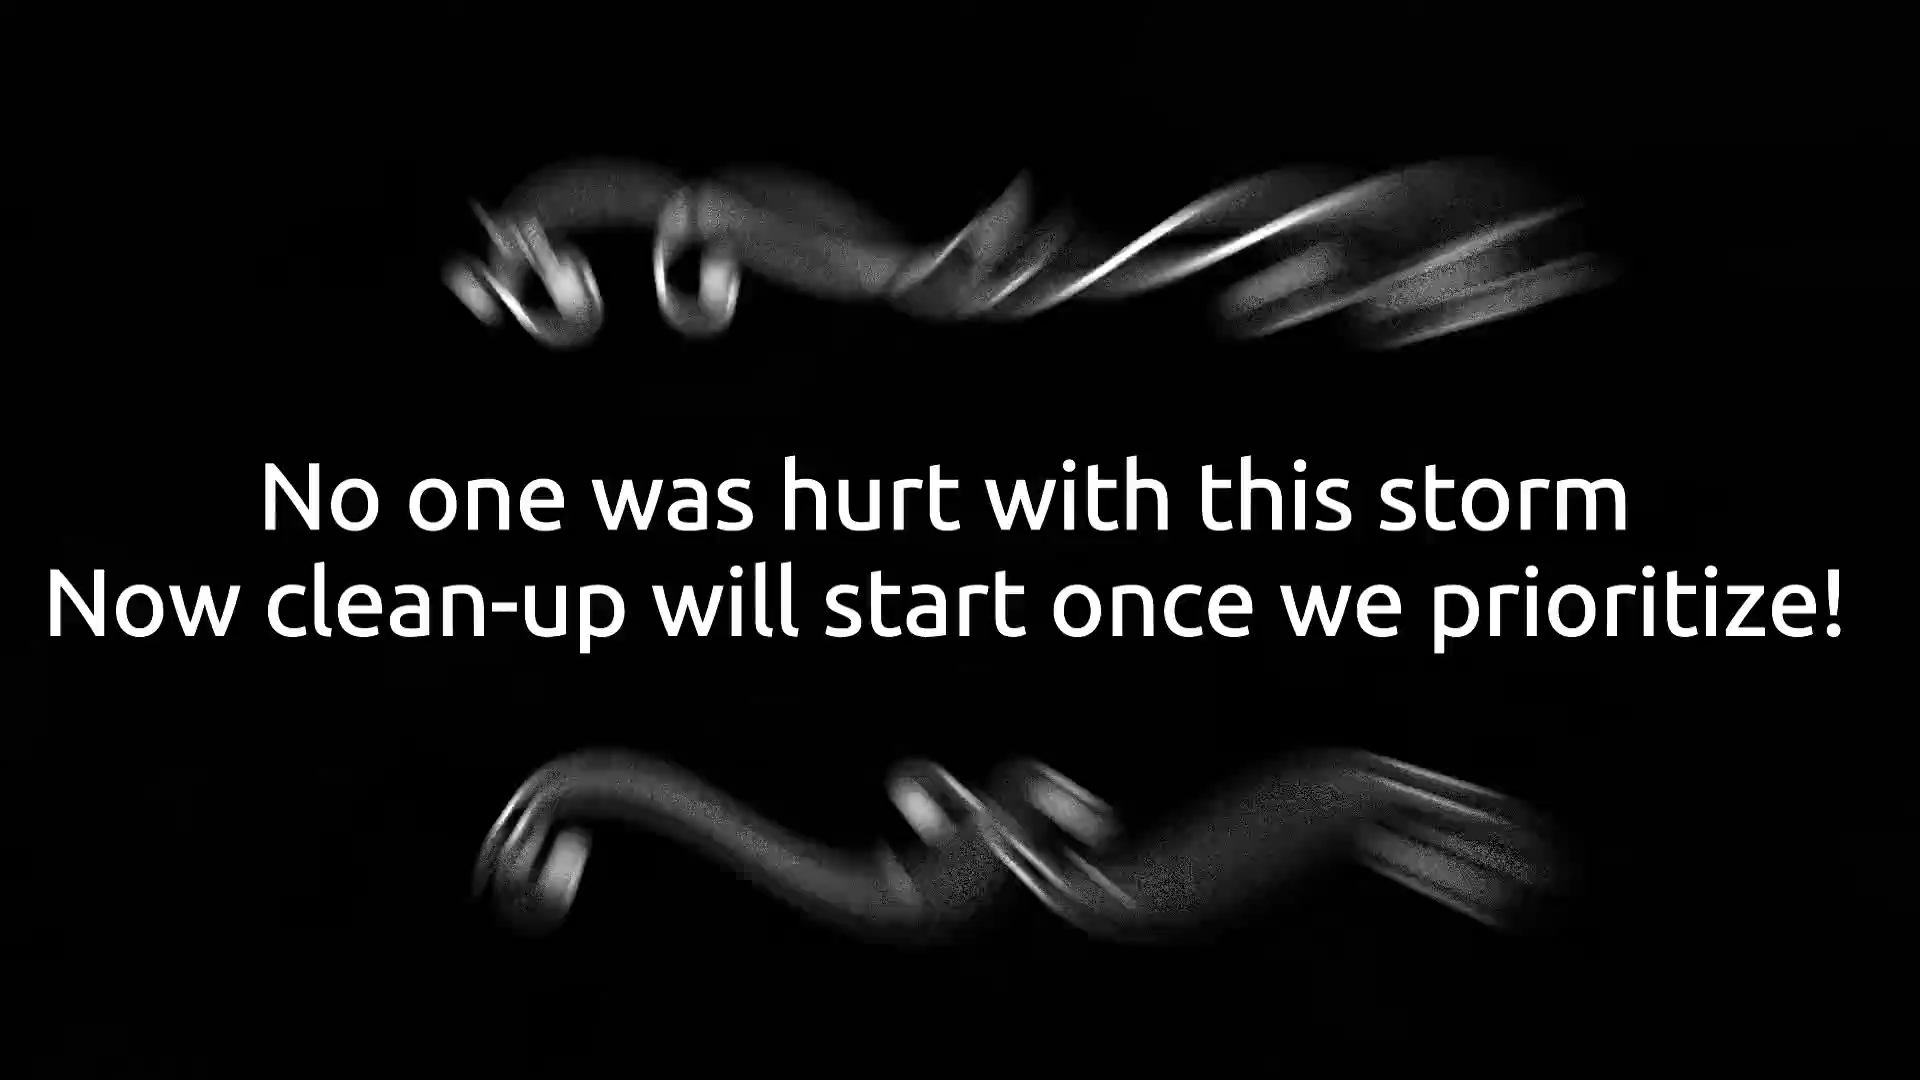 No one was hurt with this storm
Now clean-up will start once we prioritize!